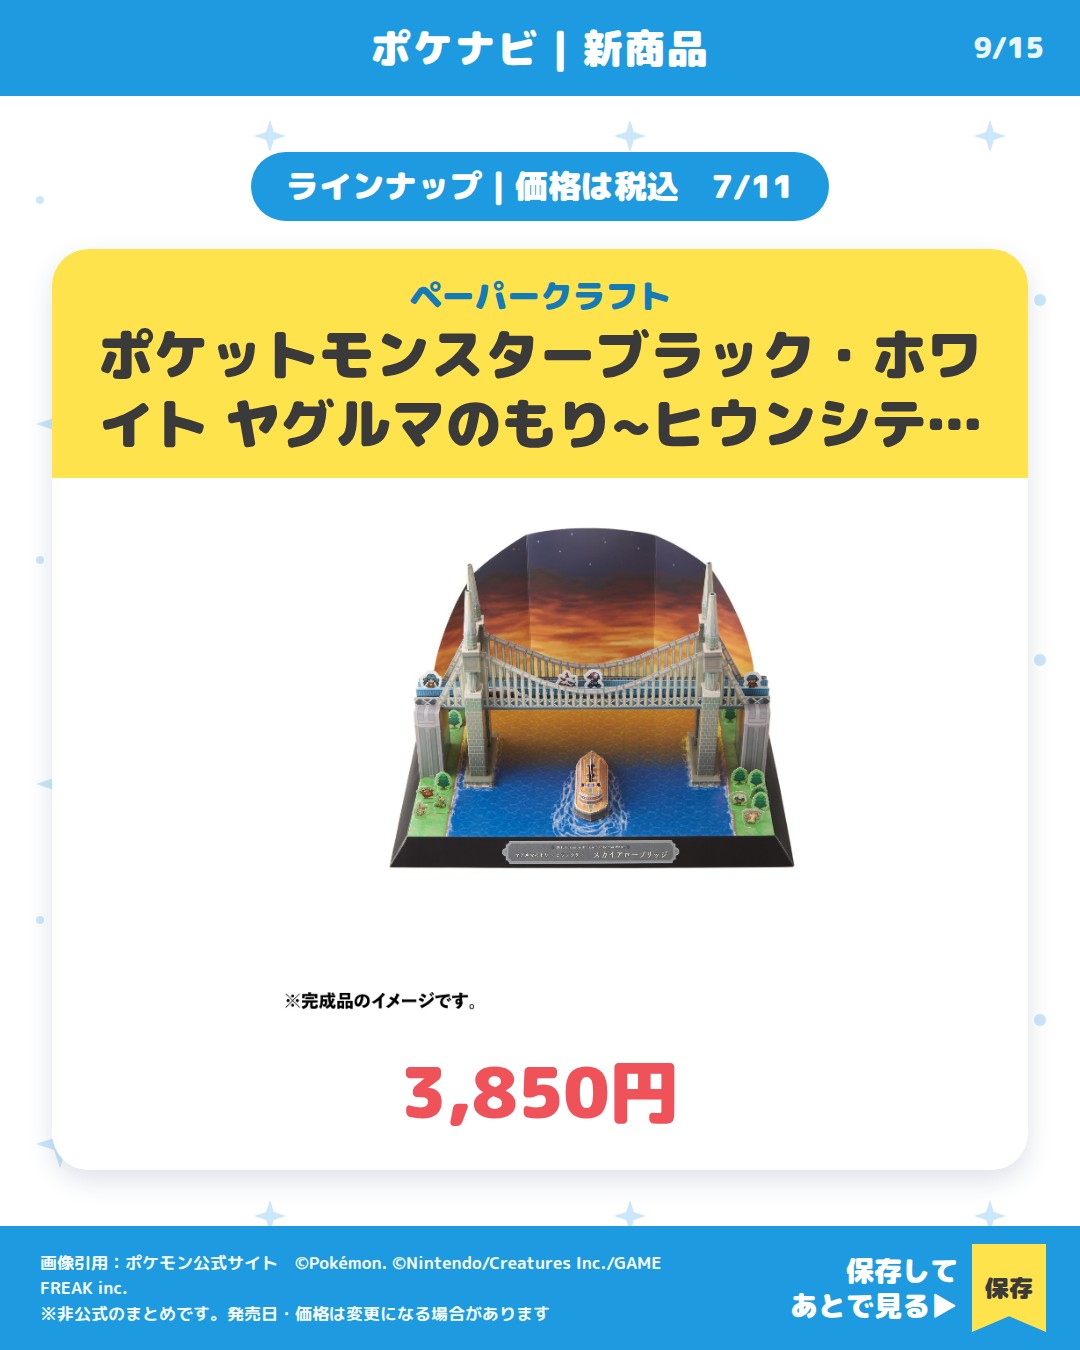 ポケナビ | 新商品
9/15
ラインナップ | 価格は税込 7/11
ペーパークラフト
ポケットモンスターブラック・ホワ
イト ヤグルマのもり~ヒウンシテ…
スカイアローブリッジ
※完成品のイメージです。
3,850円
画像引用：ポケモン公式サイト ©Pokémon. ©Nintendo/Creatures Inc./GAME
FREAK inc.
※非公式のまとめです。発売日・価格は変更になる場合があります
保存して
あとで見る▶
保存